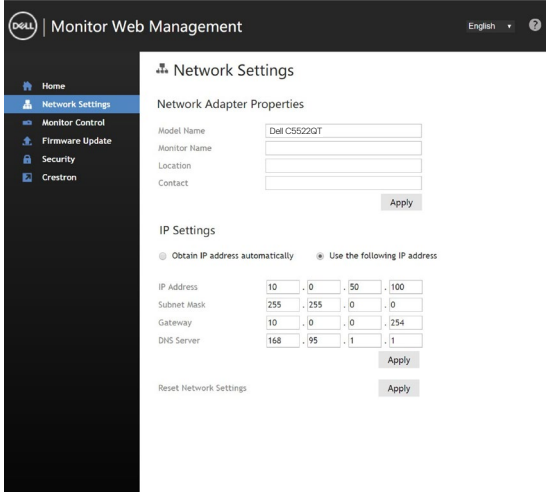 DELL | Monitor Web Management
English
?
Home
Network Settings
Monitor Control
Firmware Update
Security
Crestron
Network Settings
Network Adapter Properties
Model Name Dell C5522QT
Monitor Name
Location
Contact
Apply
IP Settings
Obtain IP address automatically Use the following IP address
IP Address 10 . 0 . 50 . 100
Subnet Mask 255 . 255 . 0 . 0
Gateway 10 . 0 . 0 . 254
DNS Server 168 . 95 . 1 . 1
Apply
Reset Network Settings Apply